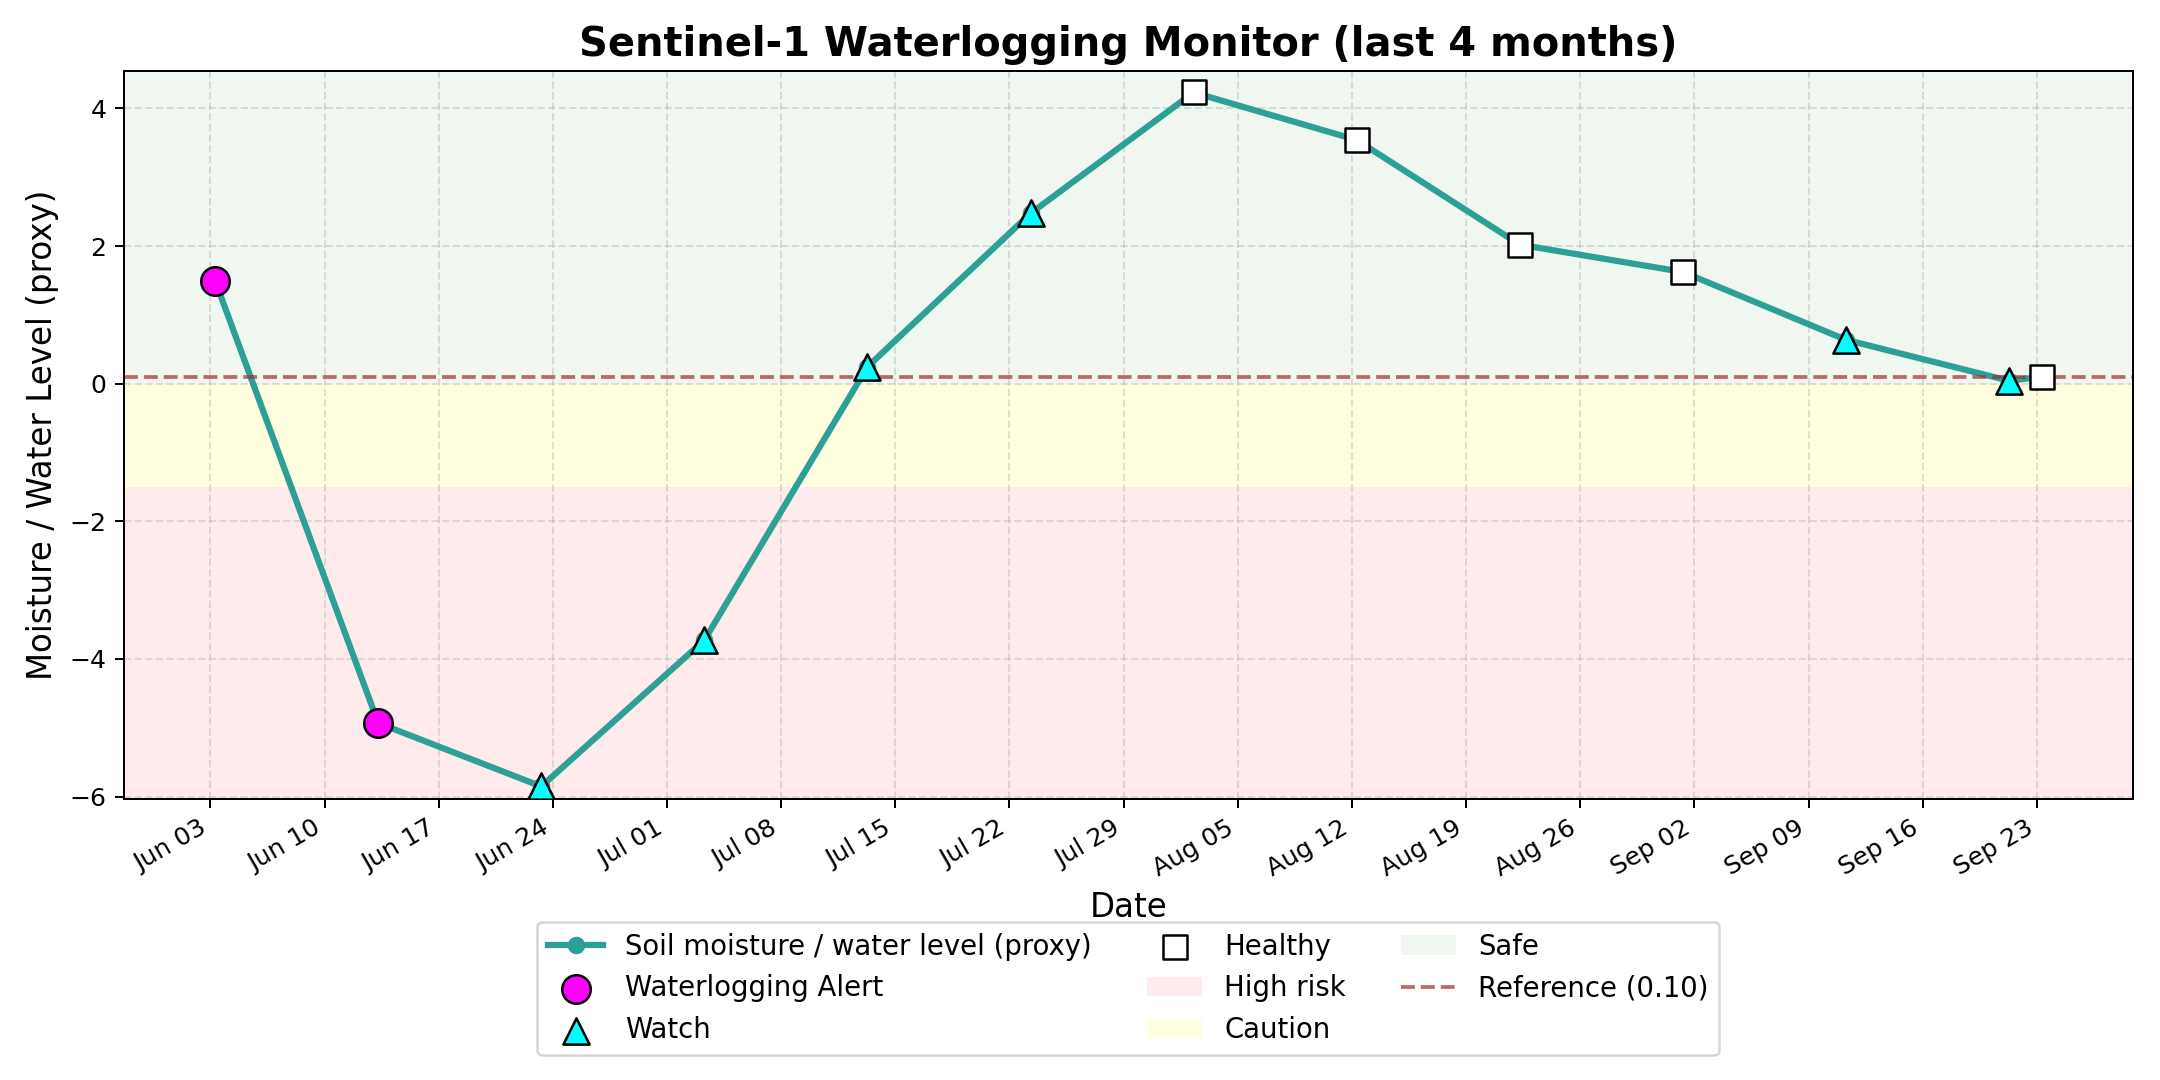 Sentinel-1 Waterlogging Monitor (last 4 months)
Moisture / Water Level (proxy)
4
2
0
−2
−4
−6
Jun 03
Jun 10
Jun 17
Jun 24
Jul 01
Jul 08
Jul 15
Jul 22
Jul 29
Aug 05
Aug 12
Aug 19
Aug 26
Sep 02
Sep 09
Sep 16
Sep 23
Date
Soil moisture / water level (proxy)
Waterlogging Alert
Watch
Healthy
High risk
Caution
Safe
Reference (0.10)